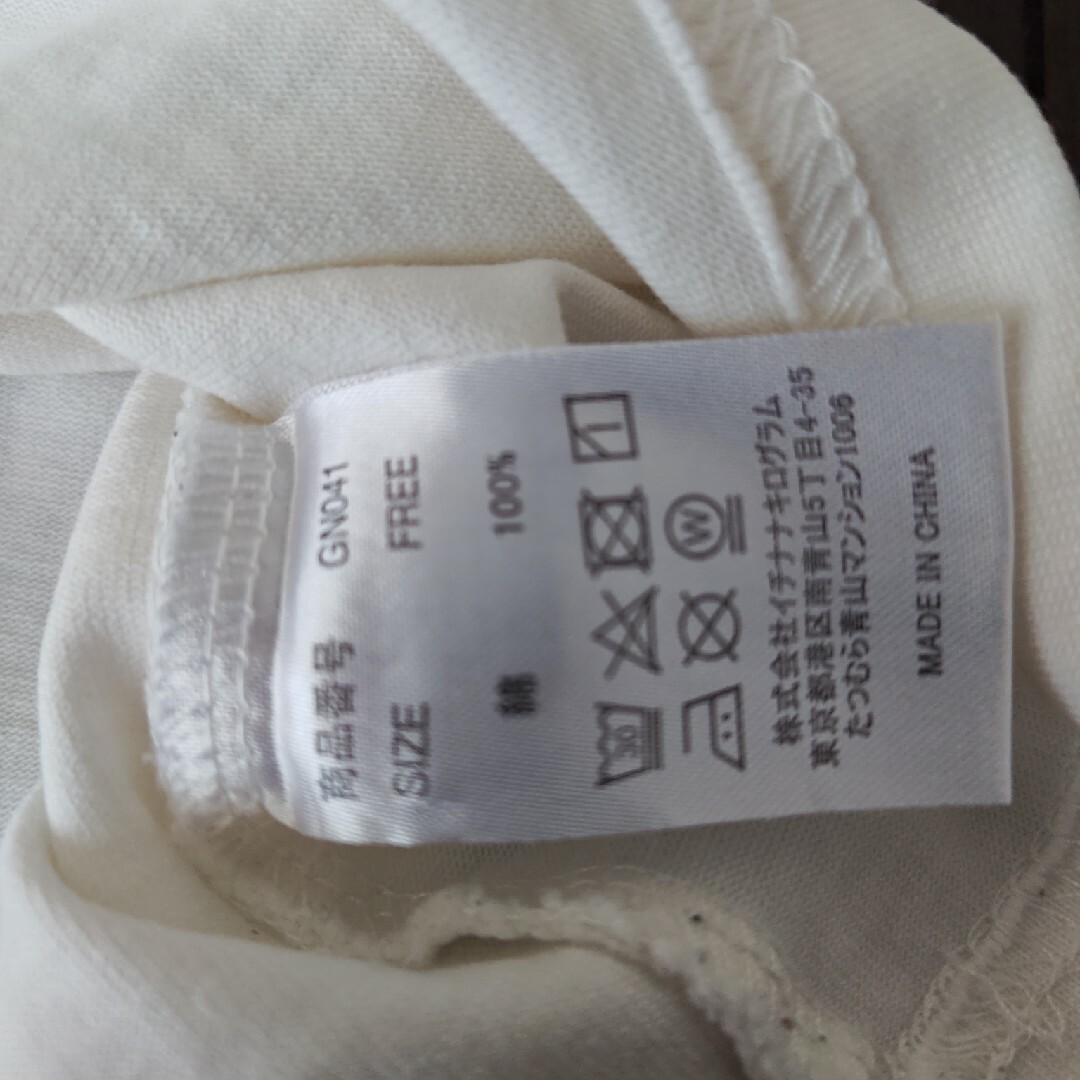 商品番号 GN041
SIZE FREE
綿 100%
30
W
株式会社イチナナキログラム
東京都港区南青山5丁目4-35
たつむら青山マンション1006
MADE IN CHINA